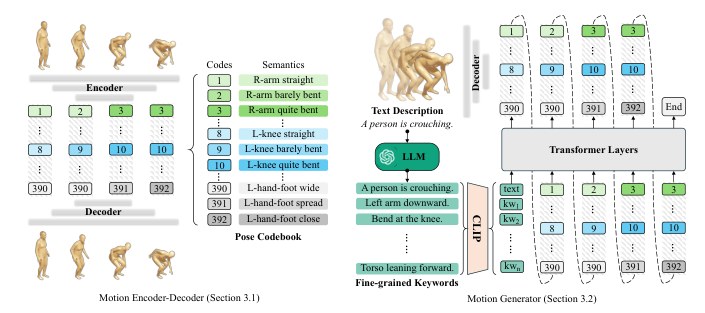 Encoder
1 2 3 3
8 9 10 10
390 390 391 392
Decoder
Motion Encoder-Decoder (Section 3.1)
Codes Semantics
1 R-arm straight
2 R-arm barely bent
3 R-arm quite bent
8 L-knee straight
9 L-knee barely bent
10 L-knee quite bent
390 L-hand-foot wide
391 L-hand-foot spread
392 L-hand-foot close
Pose Codebook
Text Description
A person is crouching.
LLM
A person is crouching.
Left arm downward.
Bend at the knee.
Torso leaning forward.
Fine-grained Keywords
CLIP
Decoder
1 2 3 3
8 9 10 10
390 390 391 392 End
Transformer Layers
text 1 2 3 3
kw1
kw2 8 9 10 10
kwn 390 390 391 392
Motion Generator (Section 3.2)